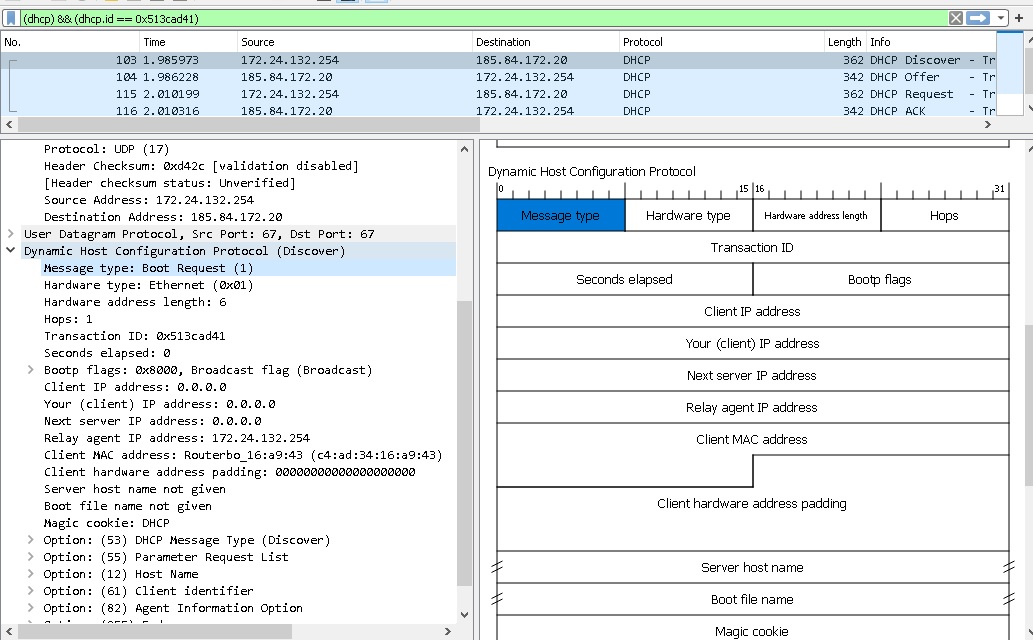 (dhcp) && (dhcp.id == 0x513cad41)
No. Time Source Destination Protocol Length Info
103 1.985973 172.24.132.254 185.84.172.20 DHCP 362 DHCP Discover - Tr
104 1.986228 185.84.172.20 172.24.132.254 DHCP 342 DHCP Offer - Tr
115 2.010199 172.24.132.254 185.84.172.20 DHCP 362 DHCP Request - Tr
116 2.010316 185.84.172.20 172.24.132.254 DHCP 342 DHCP ACK - Tr
Protocol: UDP (17)
Header Checksum: 0xd42c [validation disabled]
[Header checksum status: Unverified]
Source Address: 172.24.132.254
Destination Address: 185.84.172.20
User Datagram Protocol, Src Port: 67, Dst Port: 67
Dynamic Host Configuration Protocol (Discover)
Message type: Boot Request (1)
Hardware type: Ethernet (0x01)
Hardware address length: 6
Hops: 1
Transaction ID: 0x513cad41
Seconds elapsed: 0
Bootp flags: 0x8000, Broadcast flag (Broadcast)
Client IP address: 0.0.0.0
Your (client) IP address: 0.0.0.0
Next server IP address: 0.0.0.0
Relay agent IP address: 172.24.132.254
Client MAC address: Routerbo_16:a9:43 (c4:ad:34:16:a9:43)
Client hardware address padding: 00000000000000000000
Server host name not given
Boot file name not given
Magic cookie: DHCP
Option: (53) DHCP Message Type (Discover)
Option: (55) Parameter Request List
Option: (12) Host Name
Option: (61) Client identifier
Option: (82) Agent Information Option
Dynamic Host Configuration Protocol
0 15 16 31
Message type Hardware type Hardware address length Hops
Transaction ID
Seconds elapsed Bootp flags
Client IP address
Your (client) IP address
Next server IP address
Relay agent IP address
Client MAC address
Client hardware address padding
Server host name
Boot file name
Magic cookie